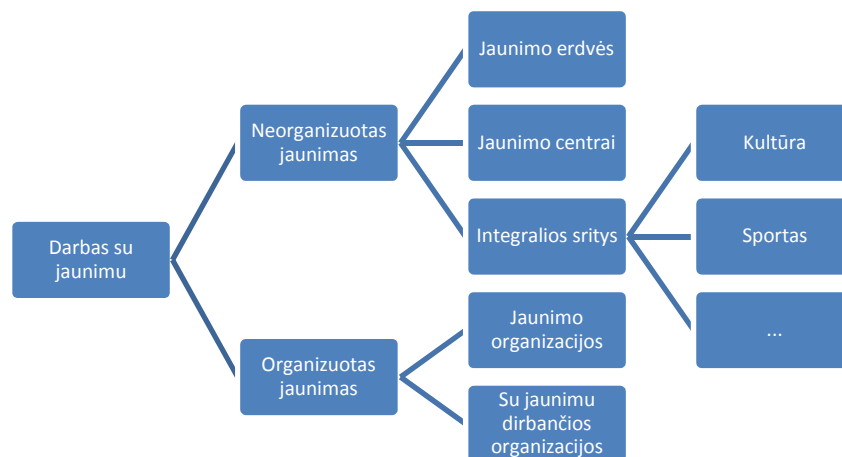 Darbas su
jaunimu
Neorganizuotas
jaunimas
Jaunimo erdvės
Jaunimo centrai
Integralios sritys
Kultūra
Sportas
...
Organizuotas
jaunimas
Jaunimo
organizacijos
Su jaunimu
dirbančios
organizacijos